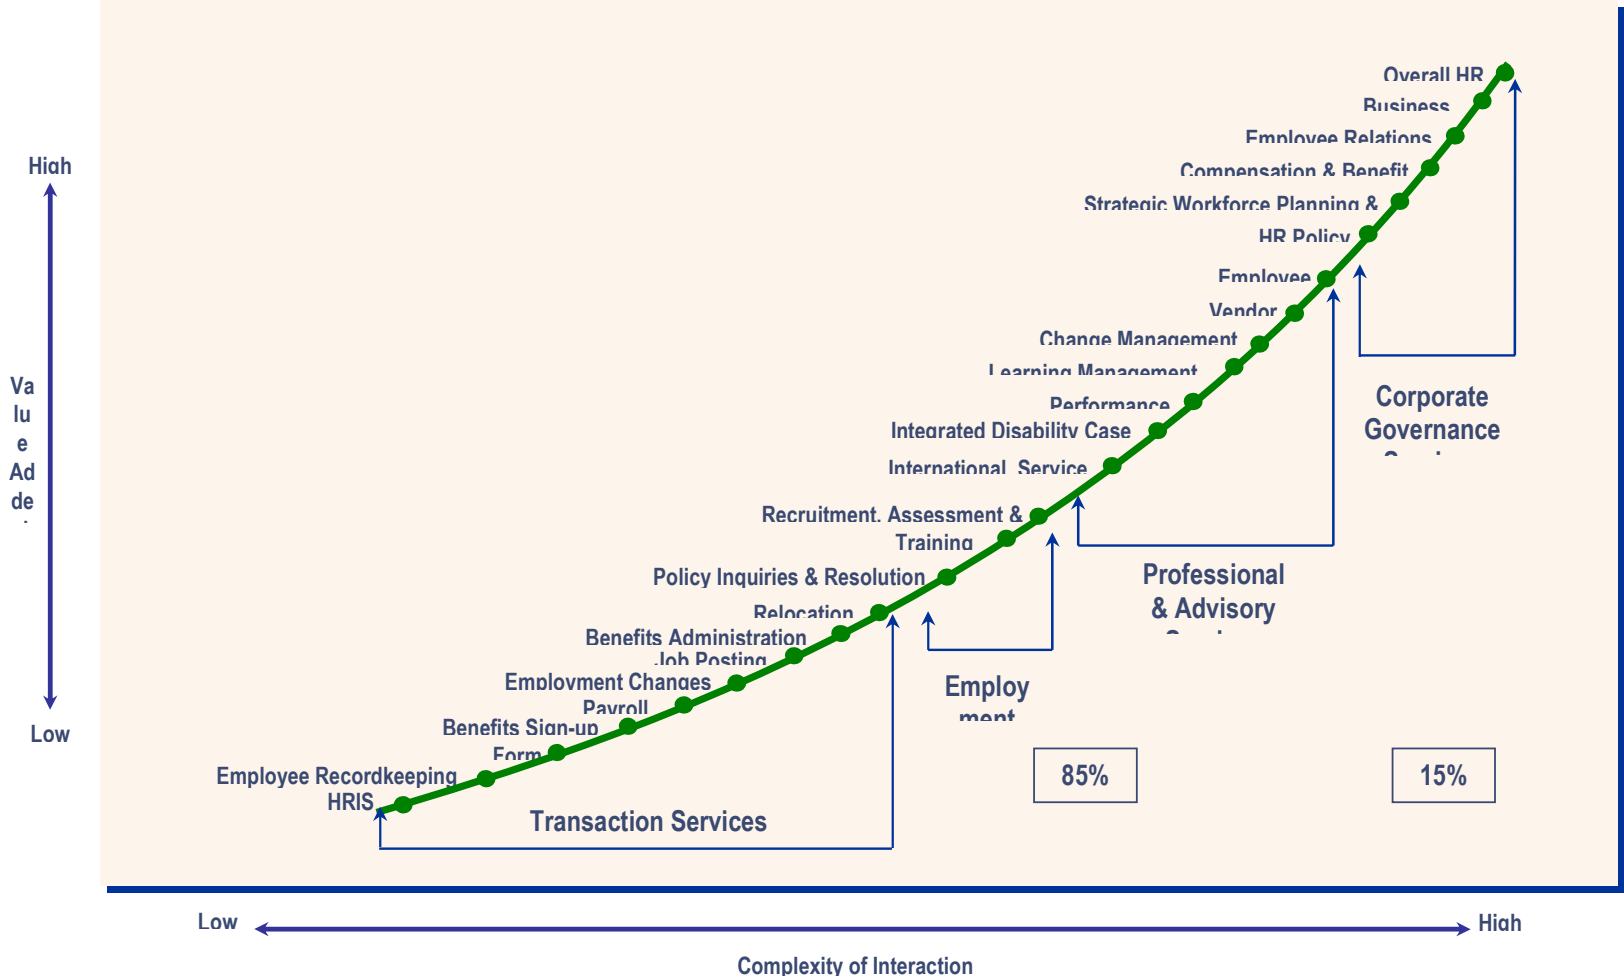 Overall HR
Business
Employee Relations
High
Compensation & Benefit
Strategic Workforce Planning &
HR Policy
Employee
Vendor
Change Management
Learning Management
Va
lu
e
Ad
de
Performance
Corporate
Governance
Integrated Disability Case
International Service
Recruitment, Assessment &
Training
Policy Inquiries & Resolution
Professional
& Advisory
Relocation
Benefits Administration
Job Posting
Employment Changes
Employ
ment
Payroll
Benefits Sign-up
Low
Form
85%
15%
Employee Recordkeeping
HRIS
Transaction Services
Low
High
Complexity of Interaction